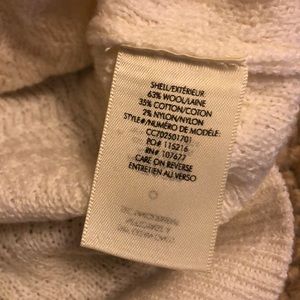 SHELL/EXTÉRIEUR
63% WOOL/LAINE
35% COTTON/COTON
2% NYLON/NYLON
STYLE#/NUMÉRO DE MODÈLE:
CC702501701
PO# 115216
RN# 107677
CARE ON REVERSE
ENTRETIEN AU VERSO